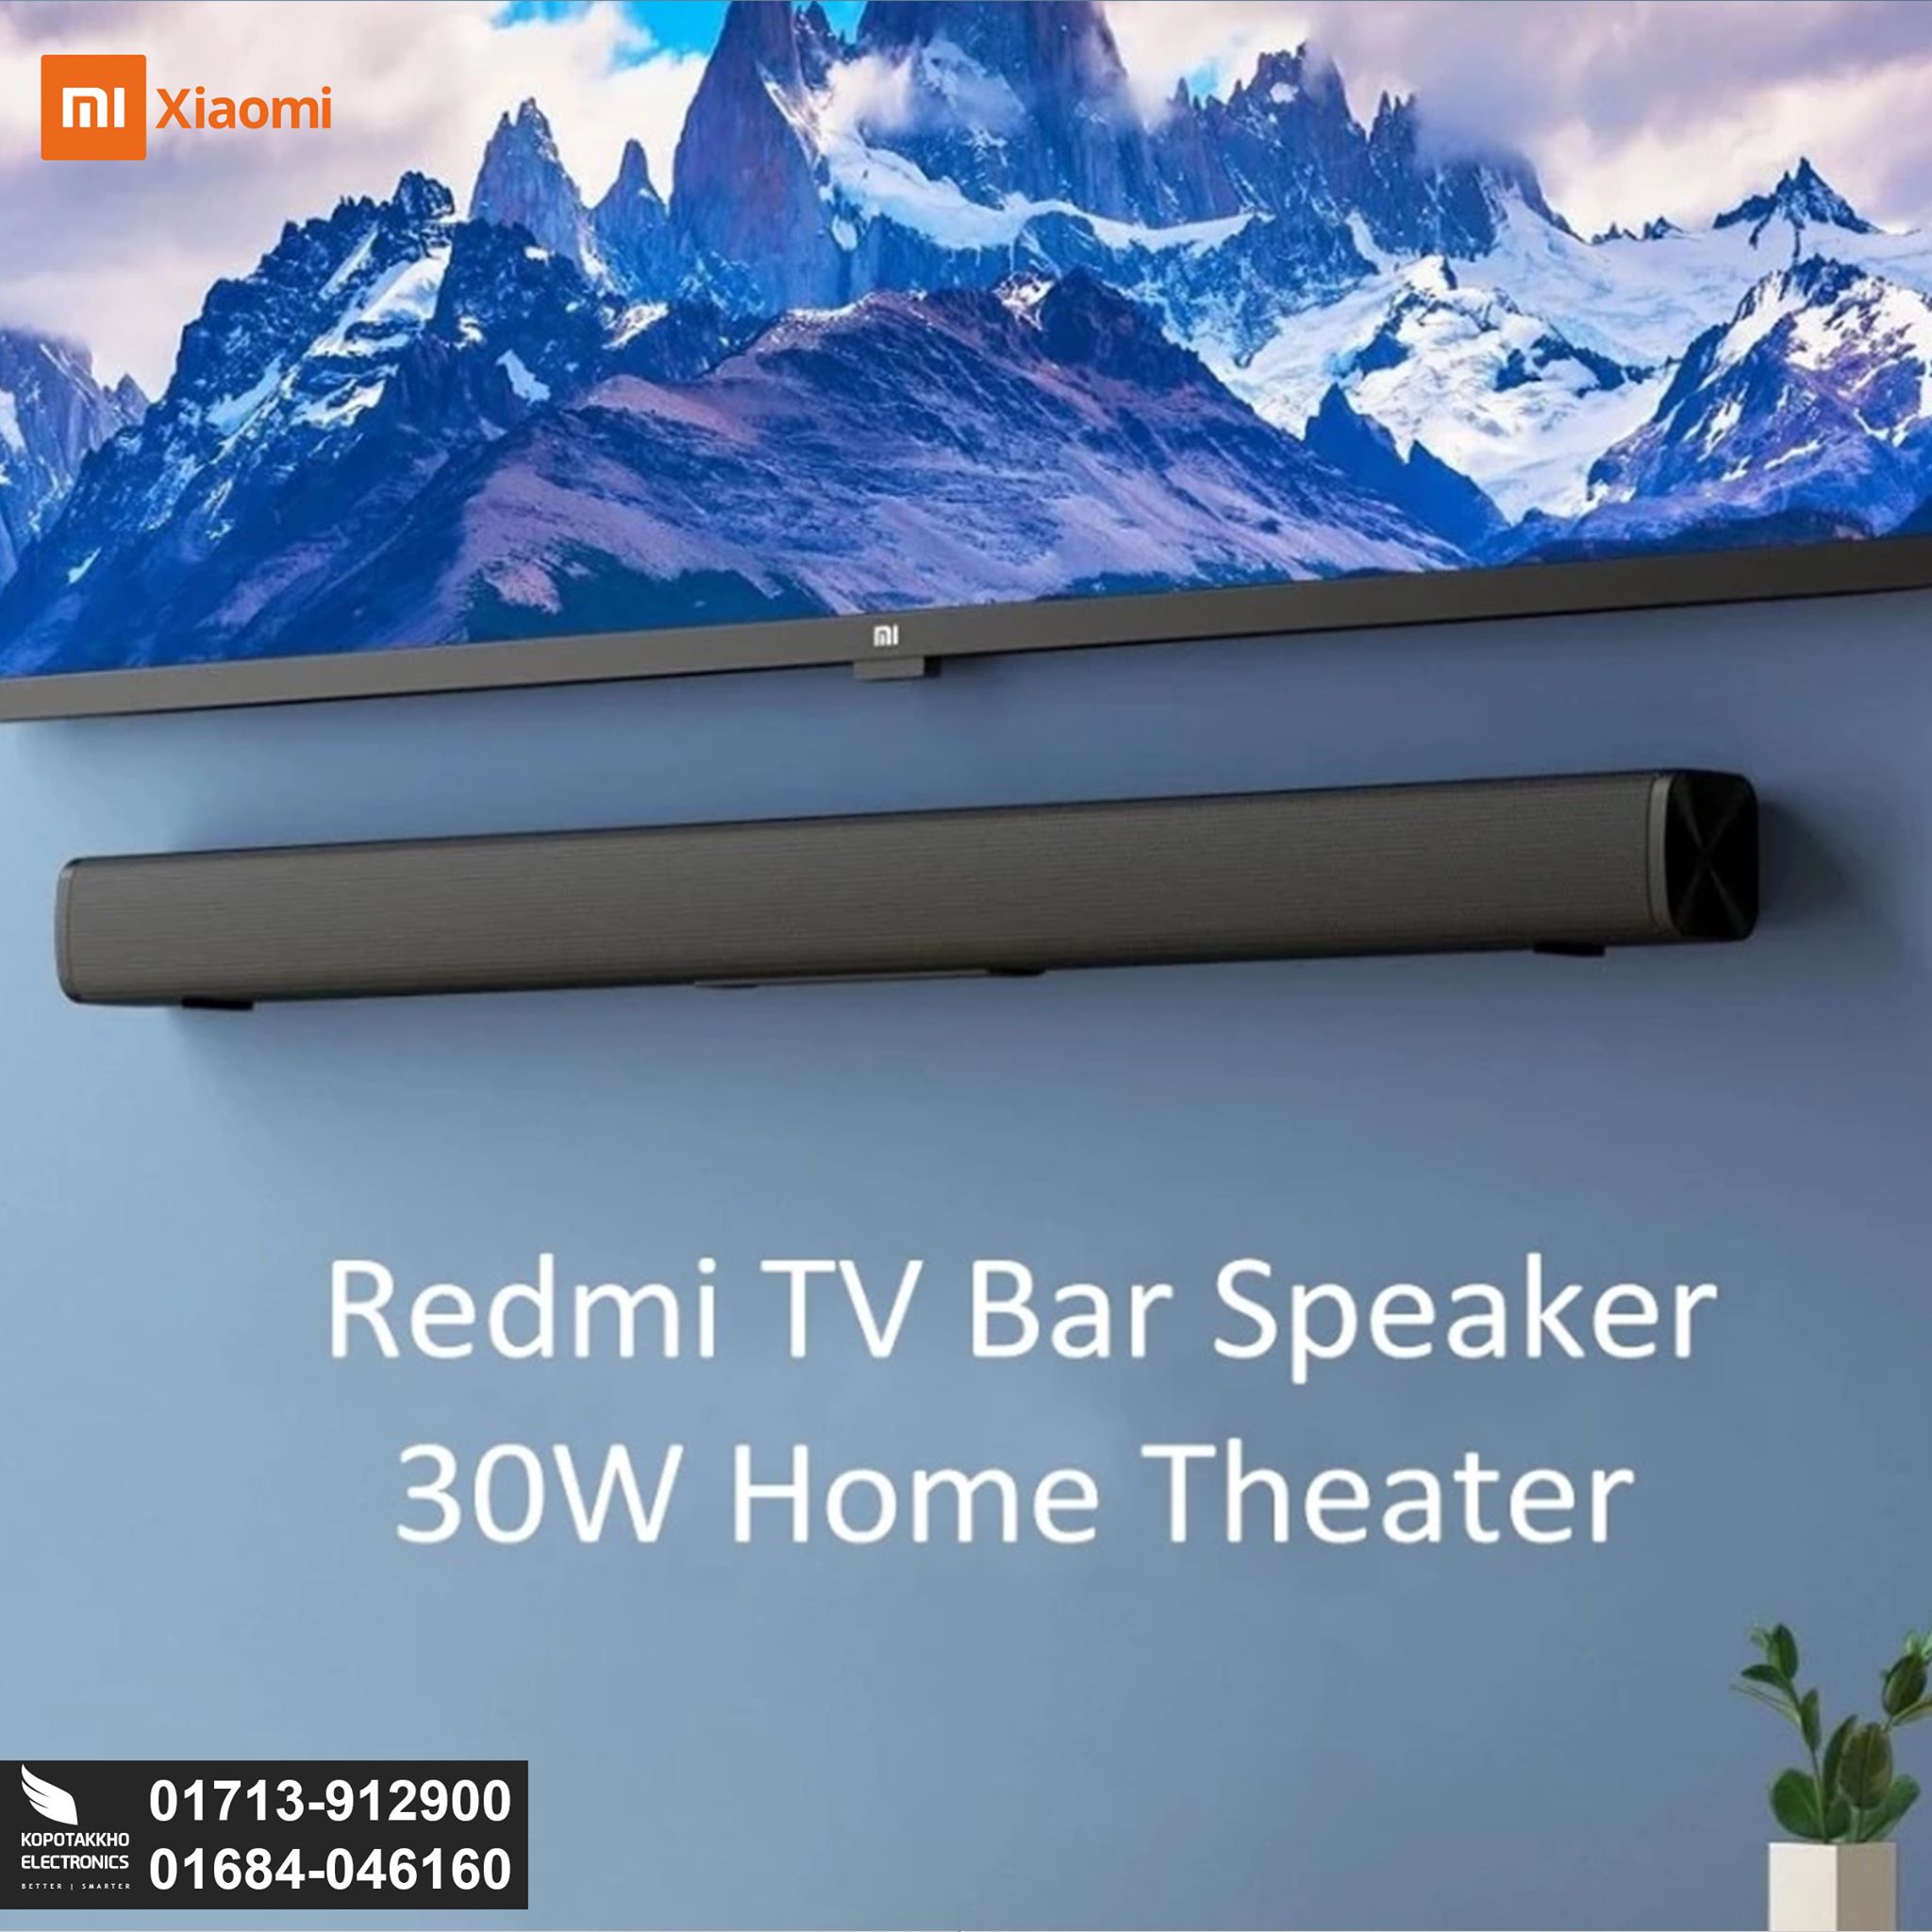 mi Xiaomi
mi
Redmi TV Bar Speaker
30W Home Theater
01713-912900
KOPOTAKKHO
ELECTRONICS
01684-046160
BETTER | SMARTER